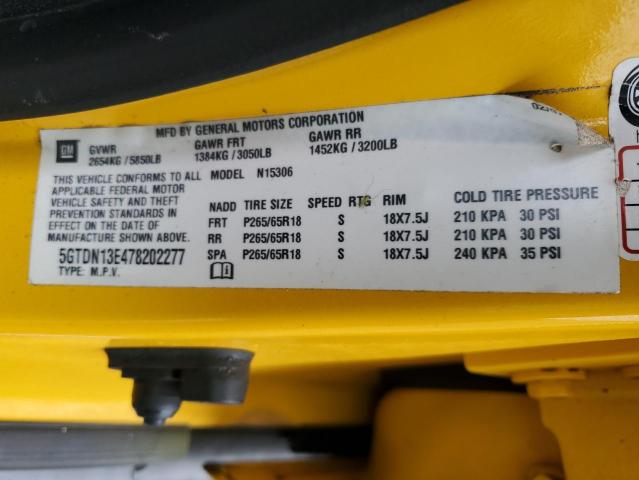 MFD BY GENERAL MOTORS CORPORATION
GM
GVWR GAWR FRT GAWR RR
2654KG / 5850LB 1384KG / 3050LB 1452KG / 3200LB
THIS VEHICLE CONFORMS TO ALL MODEL N15306
APPLICABLE FEDERAL MOTOR
VEHICLE SAFETY AND THEFT
PREVENTION STANDARDS IN
EFFECT ON THE DATE OF
MANUFACTURE SHOWN ABOVE.
5GTDN13E478202277
TYPE: M.P.V.
NADD TIRE SIZE SPEED RTG RIM COLD TIRE PRESSURE
FRT P265/65R18 S 18X7.5J 210 KPA 30 PSI
RR P265/65R18 S 18X7.5J 210 KPA 30 PSI
SPA P265/65R18 S 18X7.5J 240 KPA 35 PSI